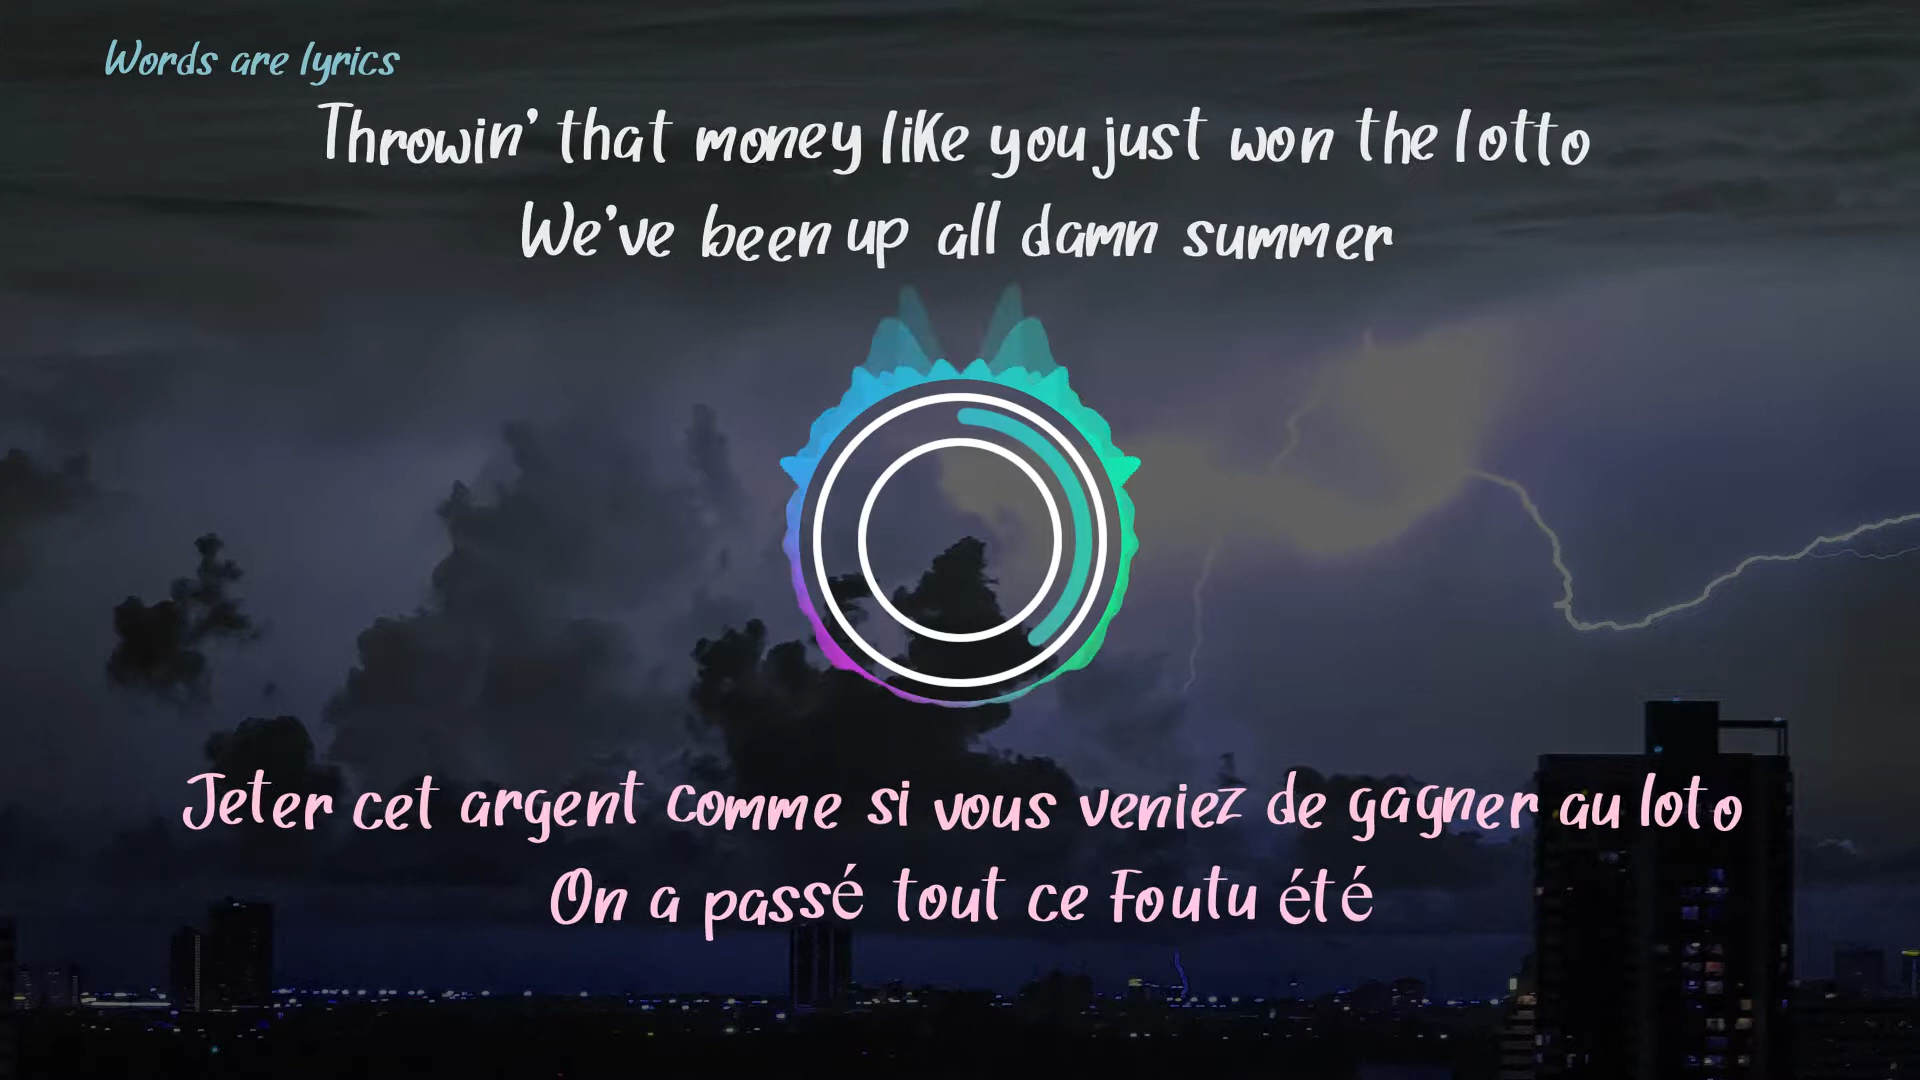 Words are lyrics
Throwin' that money like you just won the lotto
We've been up all damn summer
Jeter cet argent comme si vous veniez de gagner au loto
On a passé tout ce Foutu été